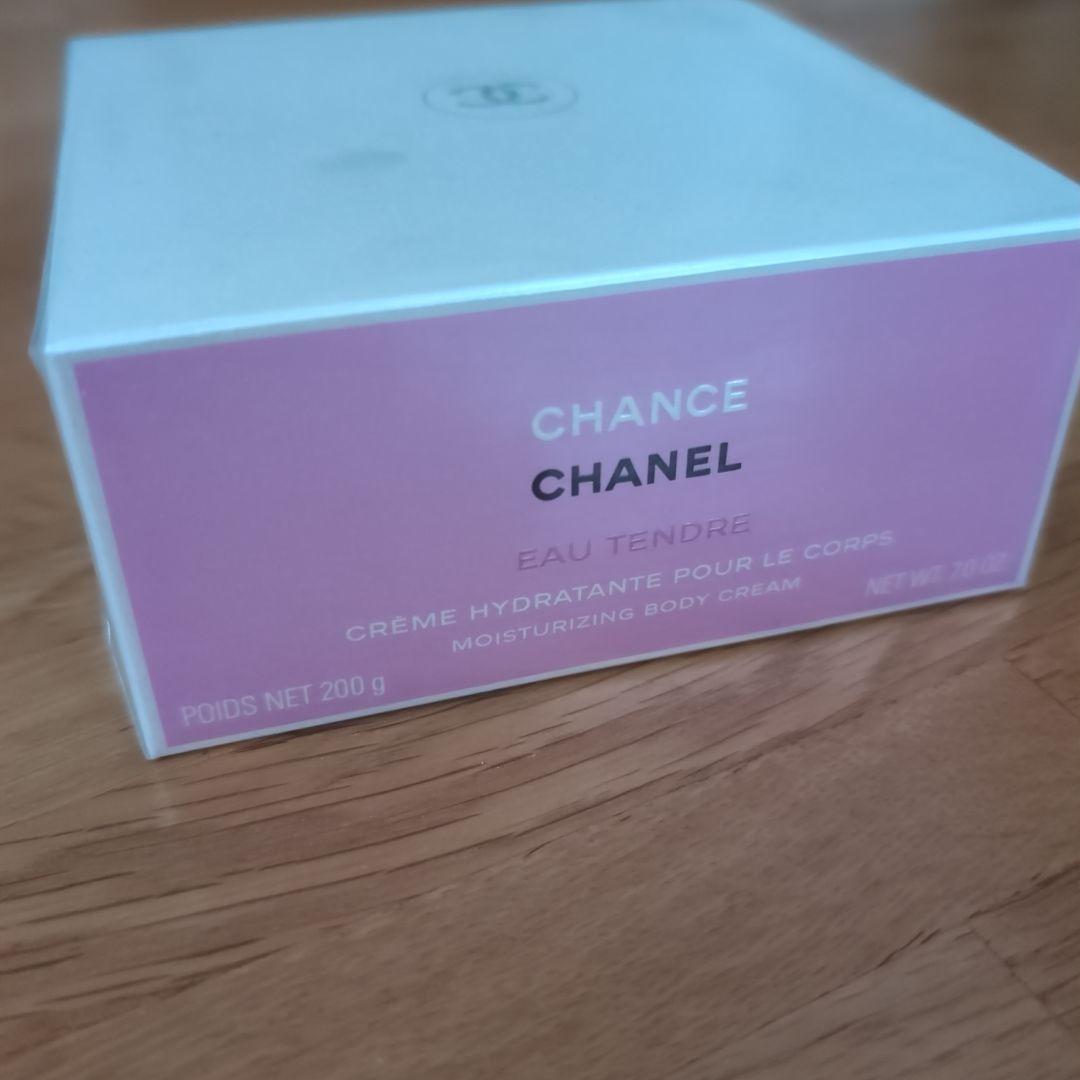 CHANCE
CHANEL
EAU TENDRE
CRÈME HYDRATANTE POUR LE CORPS
MOISTURIZING BODY CREAM
POIDS NET 200 g
NET WT. 7.0 OZ.